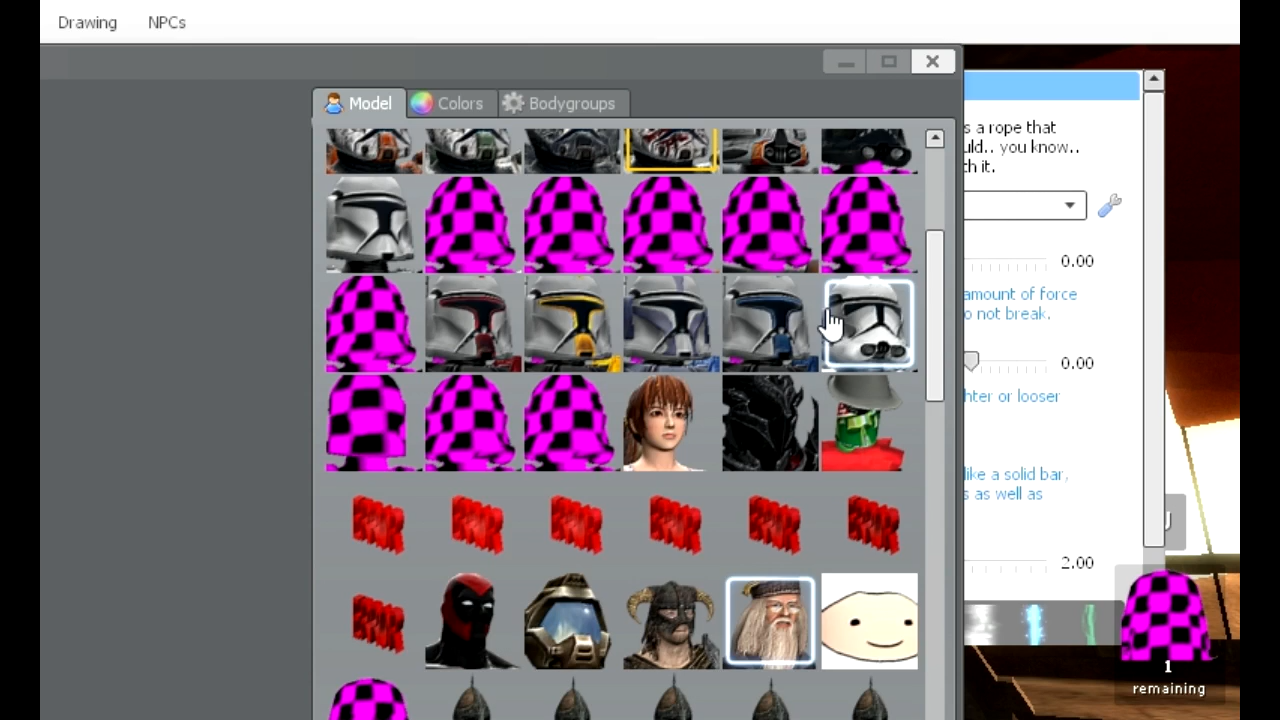 Drawing NPCs
Model Colors Bodygroups
s a rope that
uld.. you know..
th it.
0.00
amount of force
o not break.
0.00
hter or looser
like a solid bar,
s as well as
2.00
1
remaining